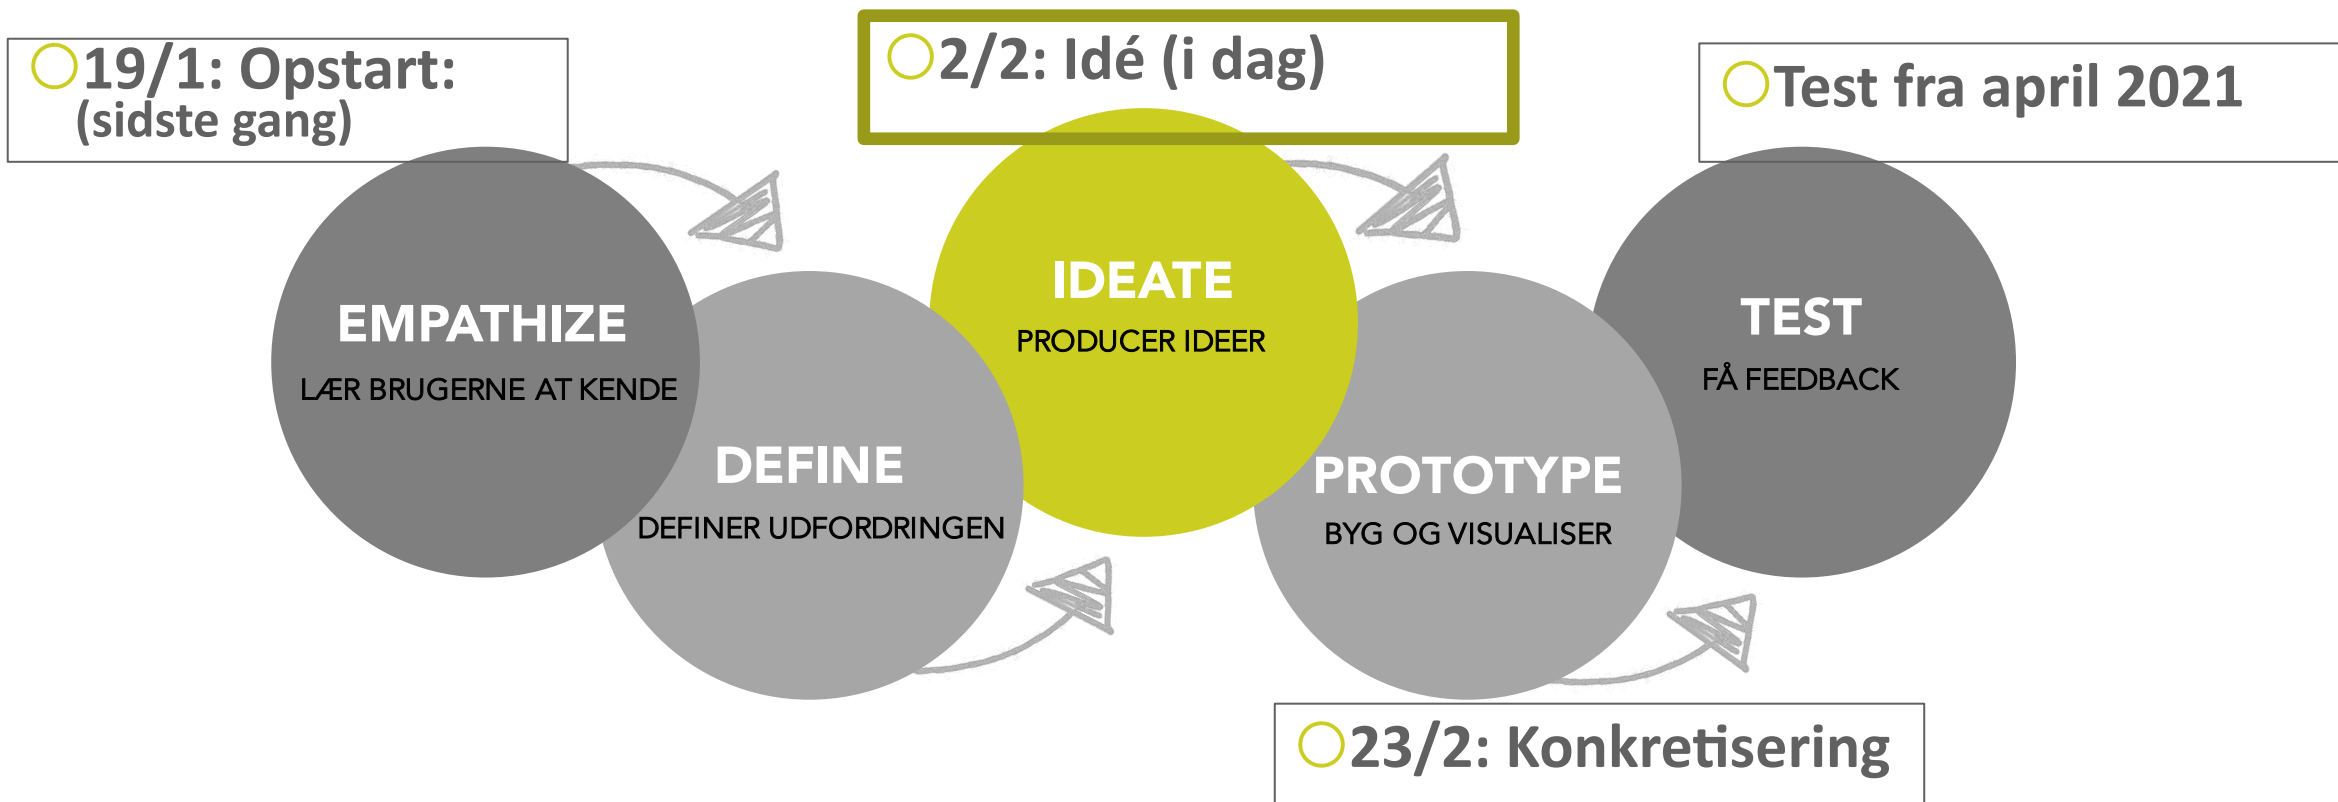 19/1: Opstart:
(sidste gang)
2/2: Idé (i dag)
Test fra april 2021
EMPATHIZE
LÆR BRUGERNE AT KENDE
DEFINE
DEFINER UDFORDRINGEN
IDEATE
PRODUCER IDEER
PROTOTYPE
BYG OG VISUALISER
TEST
FÅ FEEDBACK
23/2: Konkretisering